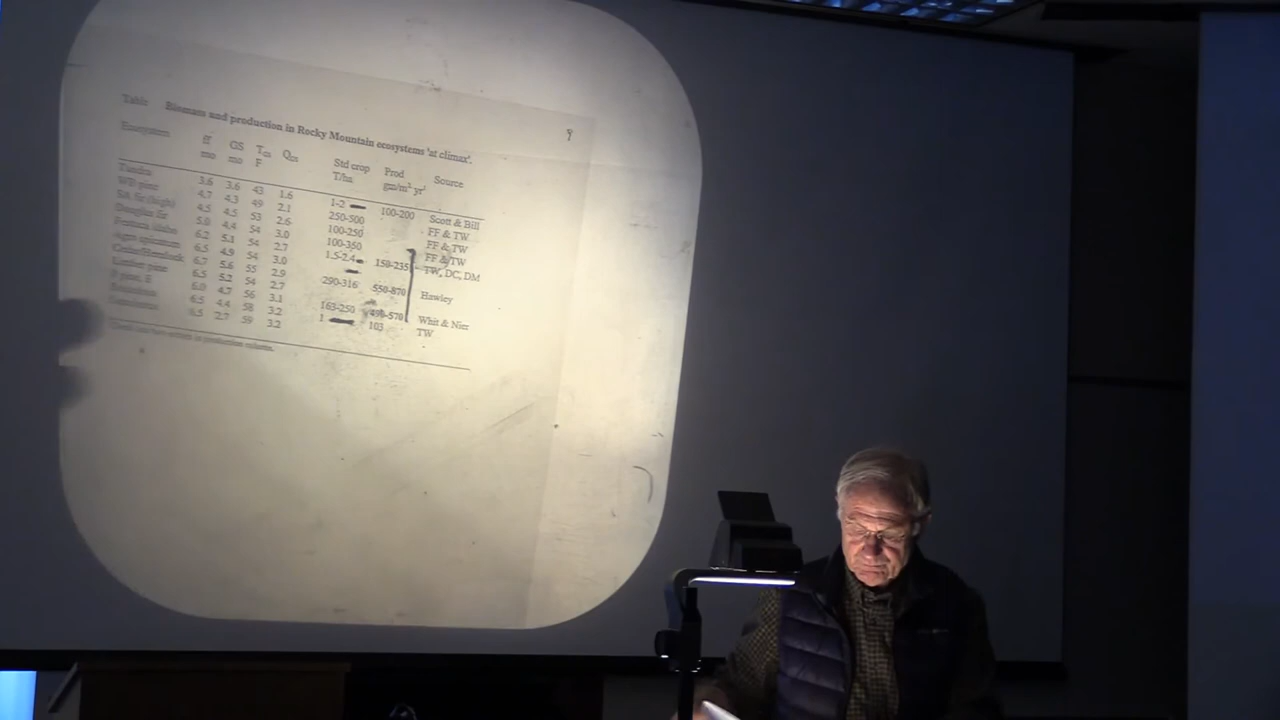 Table Biomass and production in Rocky Mountain ecosystems 'at climax'.
9
Ecosystem ff GS T Q Std crop Prod Source
mo mo F T/ha gm/m² yr
Tundra 3.6 3.6 43 1.6 1-2 100-200 Scott & Bill
WB pine 4.7 4.3 49 2.1 250-500 FF & TW
SA fir (high) 4.5 4.5 53 2.6 100-250 FF & TW
Douglas fir 5.0 4.4 54 3.0 100-350 FF & TW
Festuca idaho 6.2 5.1 54 2.7 1.5-2.4 150-235 TW, DC, DM
Agro spicatum 6.5 4.9 54 3.0
Cedar/Hemlock 6.7 5.6 55 2.9 290-316 550-870 Hawley
Limber pine 6.5 5.2 54 2.7
P pine, E 6.0 4.7 56 3.1 163-250 490-570 Whit & Nier
6.5 4.4 58 3.2 1 103 TW
6.5 2.7 59 3.2
in production column.